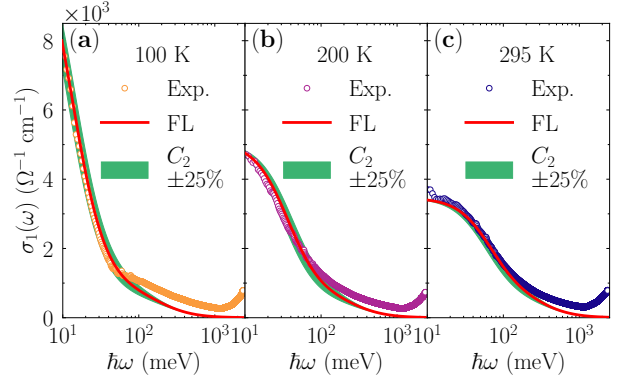 ×10³
(a) 100 K
Exp.
FL
C₂
±25%
(b) 200 K
Exp.
FL
C₂
±25%
(c) 295 K
Exp.
FL
C₂
±25%
σ₁(ω) (Ω⁻¹ cm⁻¹)
8
6
4
2
0
10¹ 10² 10³
10¹ 10² 10³
10¹ 10² 10³
ħω (meV)
ħω (meV)
ħω (meV)